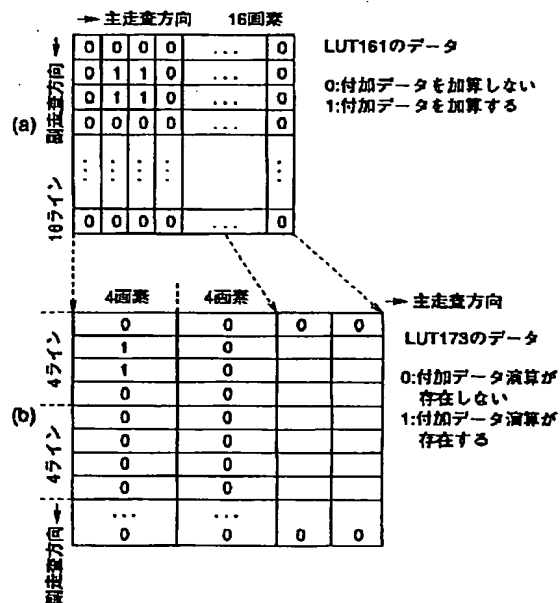 主走査方向 16画素
副走査方向
16ライン
(a)
0 0 0 0 ... 0
0 1 1 0 ... 0
0 1 1 0 ... 0
0 0 0 0 ... 0
⋮ ⋮ ⋮ ⋮ ⋮
0 0 0 0 ... 0
LUT161のデータ
0:付加データを加算しない
1:付加データを加算する
4画素 4画素
主走査方向
(b)
4ライン
4ライン
副走査方向
0 0 0 0
1 0
1 0
0 0
0 0
0 0
0 0
0 0
... ...
0 0 0 0
LUT173のデータ
0:付加データ演算が
存在しない
1:付加データ演算が
存在する